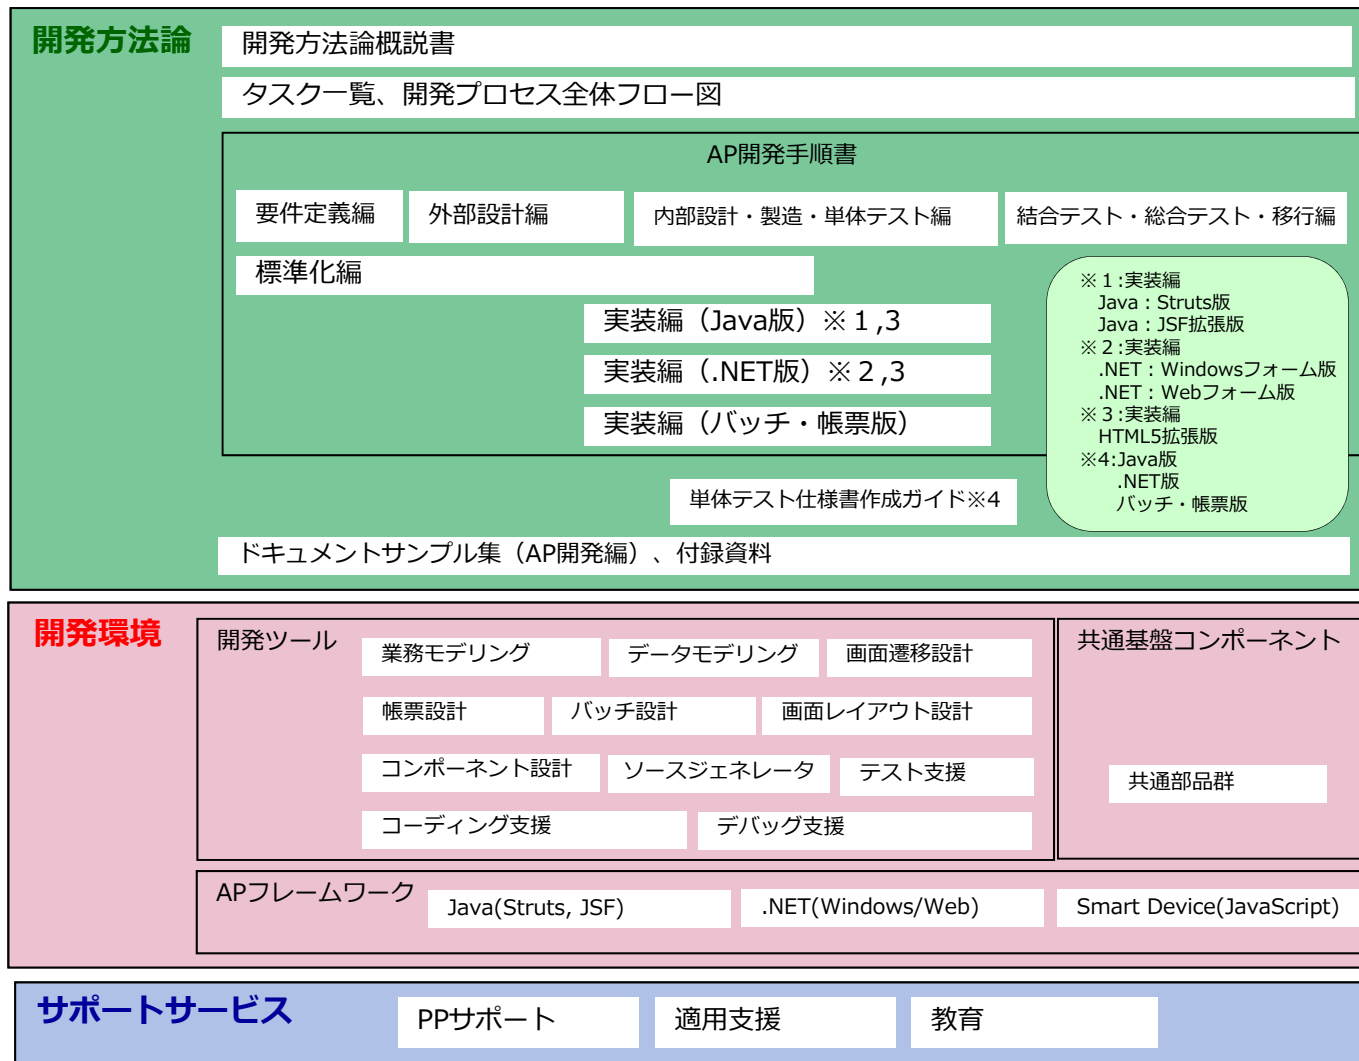 開発方法論
開発方法論概説書
タスク一覧、開発プロセス全体フロー図
AP開発手順書
要件定義編
外部設計編
内部設計・製造・単体テスト編
結合テスト・総合テスト・移行編
標準化編
実装編（Java版）※１,3
実装編（.NET版）※２,3
実装編（バッチ・帳票版）
※１:実装編
Java：Struts版
Java：JSF拡張版
※２:実装編
.NET：Windowsフォーム版
.NET：Webフォーム版
※３:実装編
HTML5拡張版
※4:Java版
.NET版
バッチ・帳票版
単体テスト仕様書作成ガイド※4
ドキュメントサンプル集（AP開発編）、付録資料
開発環境
開発ツール
業務モデリング
データモデリング
画面遷移設計
帳票設計
バッチ設計
画面レイアウト設計
コンポーネント設計
ソースジェネレータ
テスト支援
コーディング支援
デバッグ支援
共通基盤コンポーネント
共通部品群
APフレームワーク
Java(Struts, JSF)
.NET(Windows/Web)
Smart Device(JavaScript)
サポートサービス
PPサポート
適用支援
教育